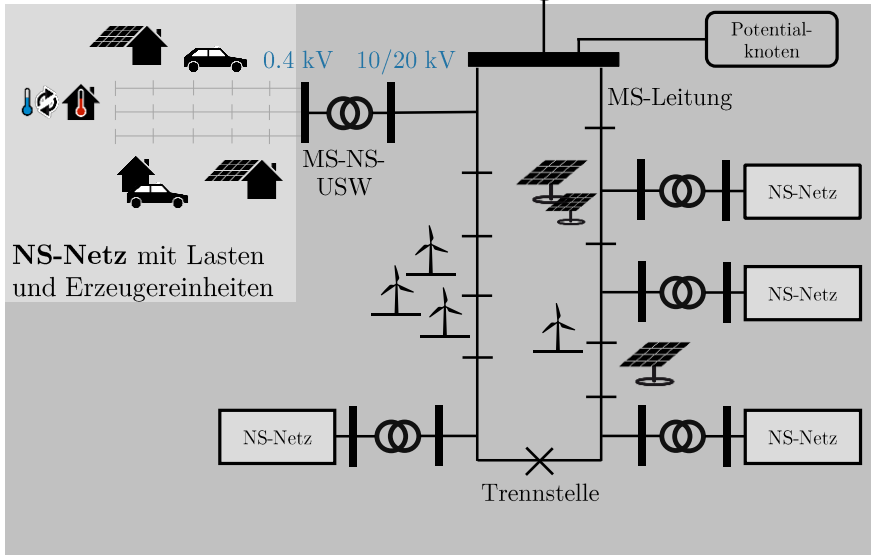 Potential-
knoten
0.4 kV
10/20 kV
MS-Leitung
MS-NS-
USW
NS-Netz
NS-Netz mit Lasten
und Erzeugereinheiten
NS-Netz
NS-Netz
NS-Netz
Trennstelle